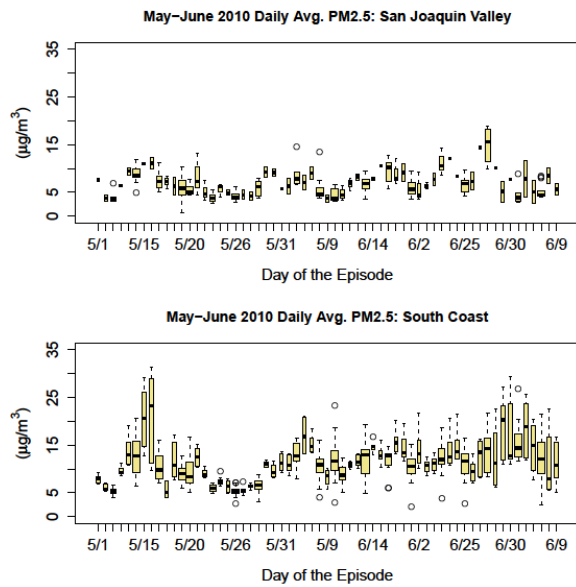 May−June 2010 Daily Avg. PM2.5: San Joaquin Valley
35
25
15
5
0
(μg/m³)
5/1 5/15 5/20 5/26 5/31 5/9 6/14 6/2 6/25 6/30 6/9
Day of the Episode
May−June 2010 Daily Avg. PM2.5: South Coast
35
25
15
5
0
(μg/m³)
5/1 5/15 5/20 5/26 5/31 5/9 6/14 6/2 6/25 6/30 6/9
Day of the Episode